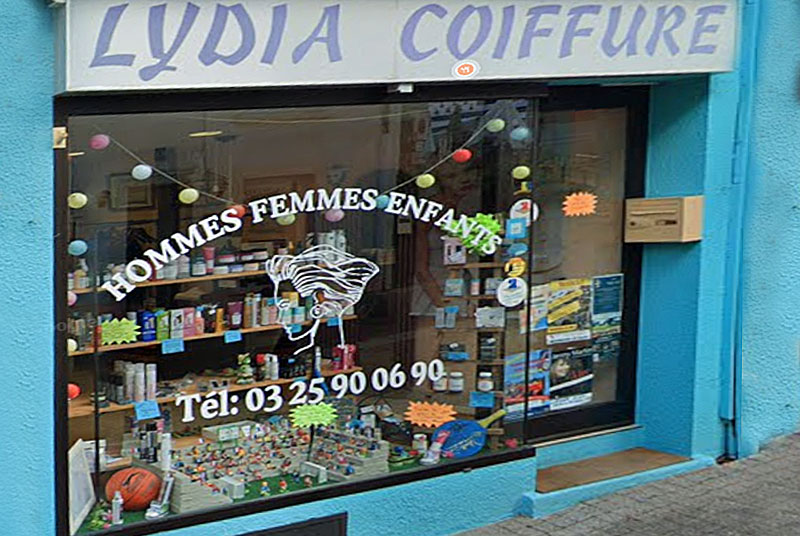 LYDIA COIFFURE
HOMMES FEMMES ENFANTS
Tél: 03 25 90 06 90